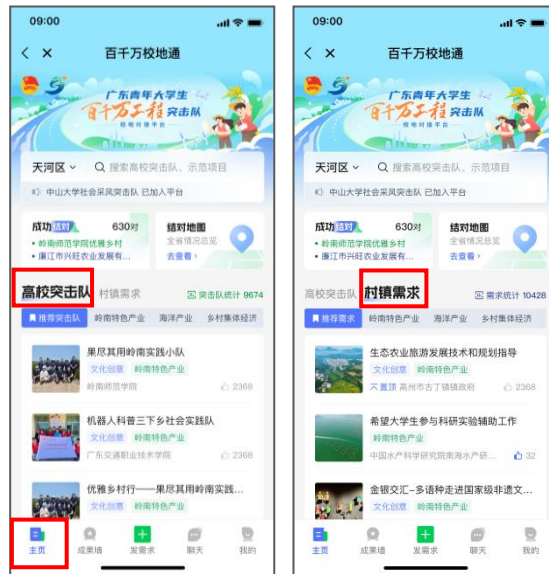 09:00
百千万校地通
广东青年大学生
百千万工程 突击队
校地对接平台
天河区
搜索高校突击队、示范项目
中山大学社会采风突击队 已加入平台
成功结对 630对
岭南师范学院优雅乡村
廉江市兴旺农业发展有...
结对地图
全省情况总览
去查看
高校突击队 村镇需求 突击队统计 9674
推荐突击队 岭南特色产业 海洋产业 乡村集体经济
果尽其用岭南实践小队
文化创意 岭南特色产业
岭南师范学院 2368
机器人科普三下乡社会实践队
文化创意 岭南特色产业
广东交通职业技术学院 2368
优雅乡村行——果尽其用岭南实践...
文化创意 岭南特色产业
主页 成果墙 发需求 聊天 我的
09:00
百千万校地通
广东青年大学生
百千万工程 突击队
校地对接平台
天河区
搜索高校突击队、示范项目
中山大学社会采风突击队 已加入平台
成功结对 630对
岭南师范学院优雅乡村
廉江市兴旺农业发展有...
结对地图
全省情况总览
去查看
高校突击队 村镇需求 需求统计 10428
推荐需求 岭南特色产业 海洋产业 乡村集体经济
生态农业旅游发展技术和规划指导
文化创意 岭南特色产业
置顶 高州市古丁镇镇政府 2368
希望大学生参与科研实验辅助工作
岭南特色产业
中国水产科学研究院南海水产研... 32
金银交汇-多语种走进国家级非遗文...
文化创意 岭南特色产业
主页 成果墙 发需求 聊天 我的